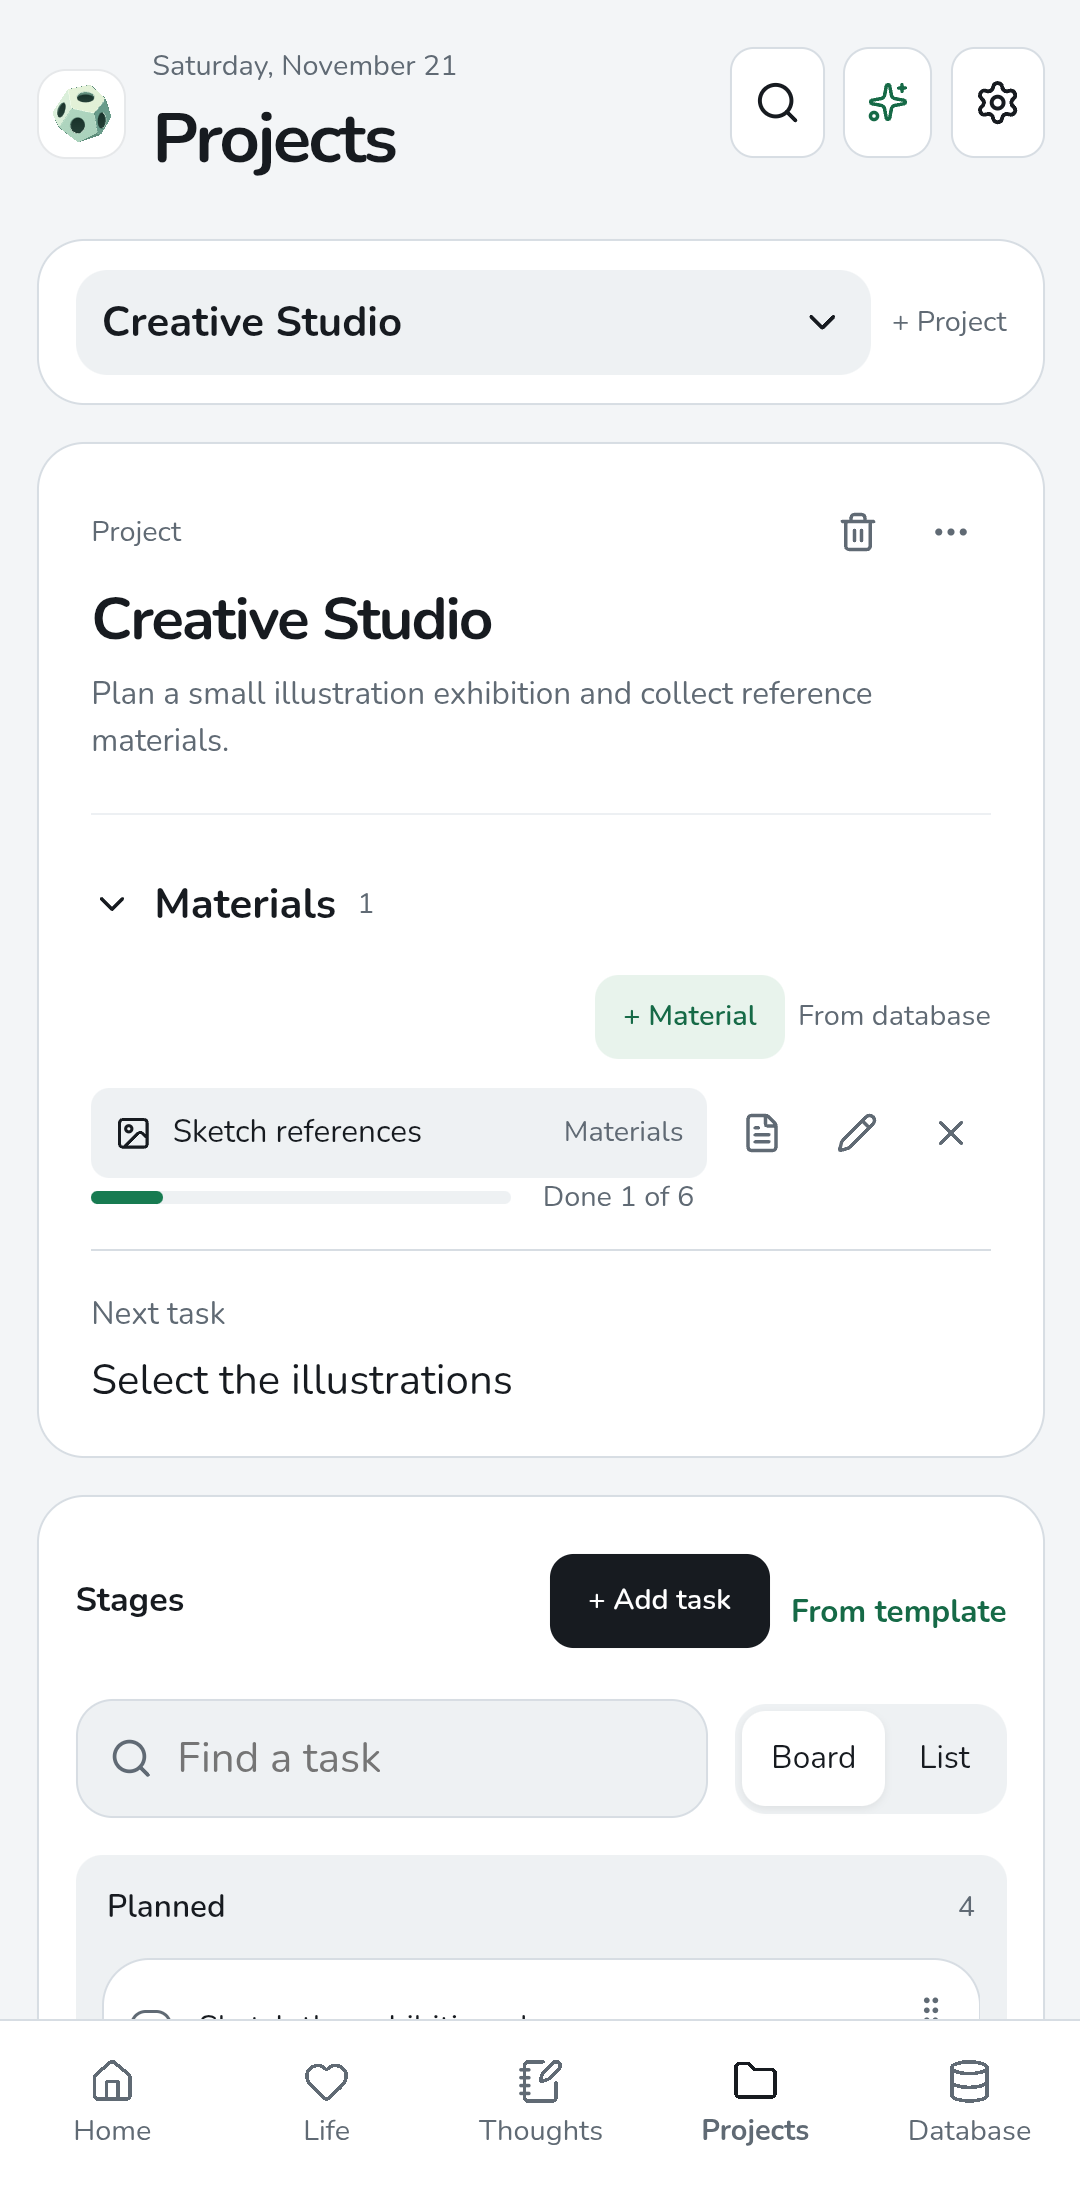 Saturday, November 21
Projects
Creative Studio
+ Project
Project
Creative Studio
Plan a small illustration exhibition and collect reference
materials.
Materials 1
+ Material From database
Sketch references Materials
Done 1 of 6
Next task
Select the illustrations
Stages
+ Add task
From template
Find a task
Board List
Planned 4
Home Life Thoughts Projects Database